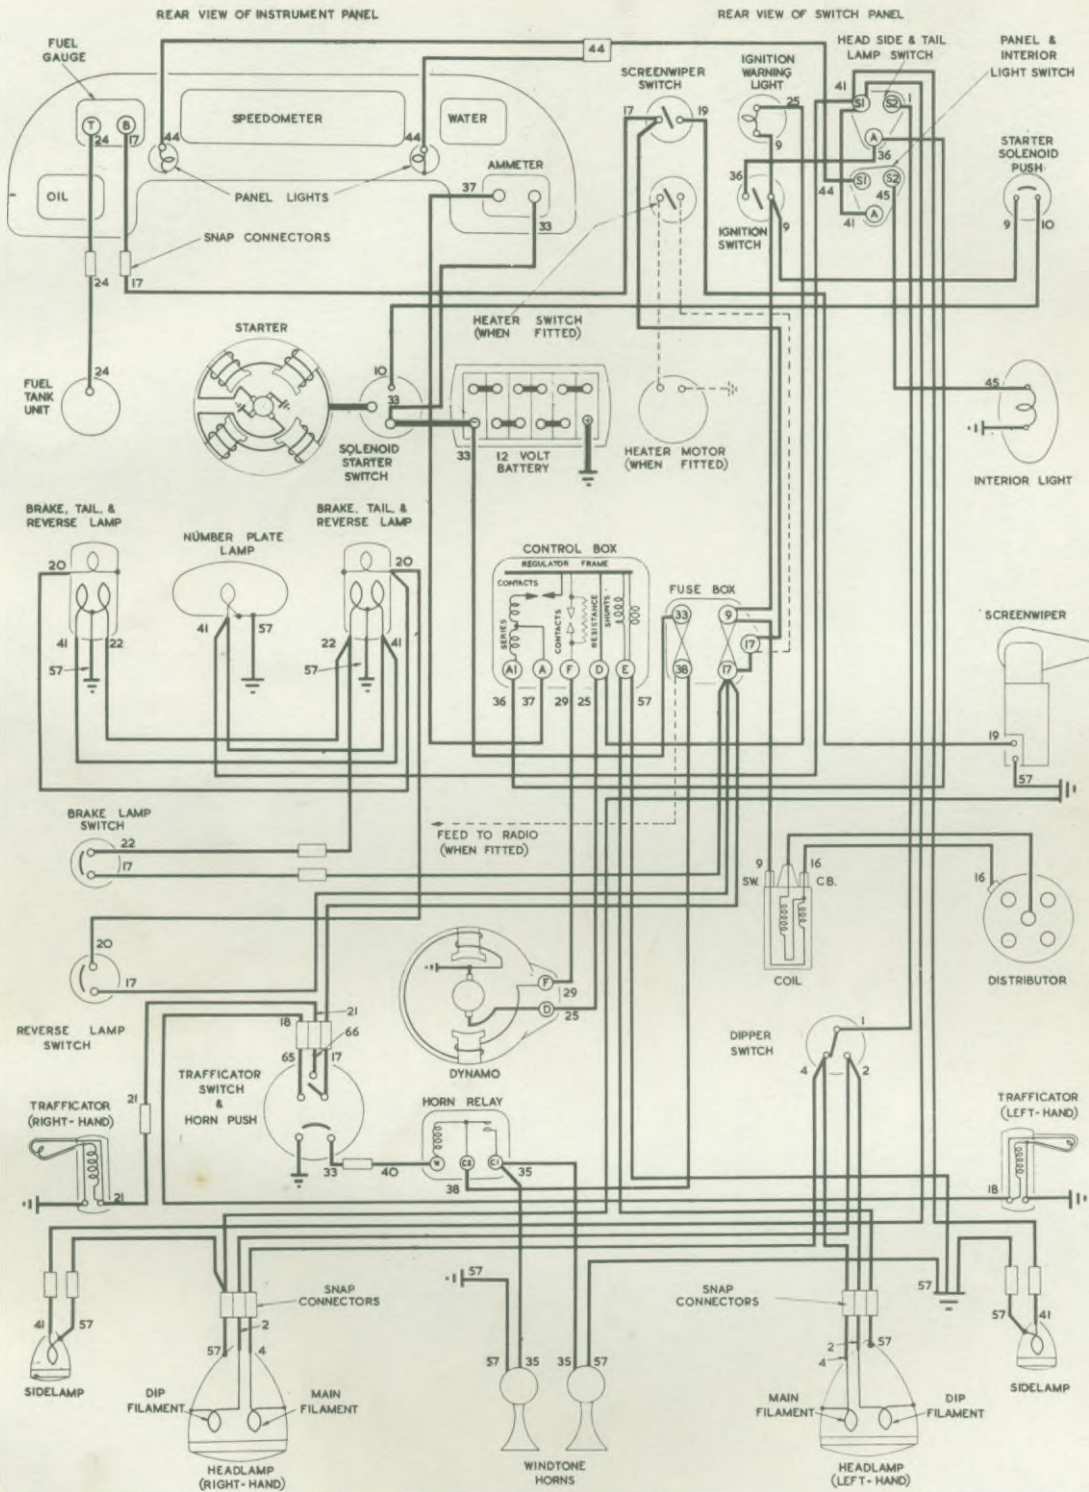 REAR VIEW OF INSTRUMENT PANEL
REAR VIEW OF SWITCH PANEL
FUEL
GAUGE
44
SCREENWIPER
SWITCH
IGNITION
WARNING
LIGHT
HEAD SIDE & TAIL
LAMP SWITCH
PANEL &
INTERIOR
LIGHT SWITCH
T
B
24
17
44
SPEEDOMETER
44
WATER
17
19
25
9
41
S1
S2
1
A
36
STARTER
SOLENOID
PUSH
OIL
PANEL LIGHTS
AMMETER
37
33
36
IGNITION
SWITCH
9
44
S1
S2
45
41
A
9
10
SNAP CONNECTORS
24
17
STARTER
HEATER SWITCH
(WHEN FITTED)
FUEL
TANK
UNIT
24
10
33
SOLENOID
STARTER
SWITCH
33
12 VOLT
BATTERY
HEATER MOTOR
(WHEN FITTED)
45
INTERIOR LIGHT
BRAKE, TAIL, &
REVERSE LAMP
20
41
22
57
NUMBER PLATE
LAMP
41
57
BRAKE, TAIL, &
REVERSE LAMP
20
22
41
57
CONTROL BOX
REGULATOR FRAME
CONTACTS
SERIES
CONTACTS
RESISTANCE
SHUNTS
A1
A
F
D
E
36
37
29
25
57
FUSE BOX
33
9
17
38
17
SCREENWIPER
19
57
BRAKE LAMP
SWITCH
22
17
FEED TO RADIO
(WHEN FITTED)
9
16
SW.
C.B.
COIL
16
DISTRIBUTOR
20
17
REVERSE LAMP
SWITCH
F
29
D
25
DYNAMO
18
21
66
65
17
TRAFFICATOR
SWITCH
&
HORN PUSH
33
40
DIPPER
SWITCH
1
4
2
TRAFFICATOR
(RIGHT-HAND)
21
21
HORN RELAY
W
C2
C1
38
35
TRAFFICATOR
(LEFT-HAND)
18
SNAP
CONNECTORS
57
SNAP
CONNECTORS
57
41
57
SIDELAMP
57
2
4
DIP
FILAMENT
MAIN
FILAMENT
HEADLAMP
(RIGHT-HAND)
57
35
35
57
WINDTONE
HORNS
2
57
4
MAIN
FILAMENT
DIP
FILAMENT
HEADLAMP
(LEFT-HAND)
57
41
SIDELAMP